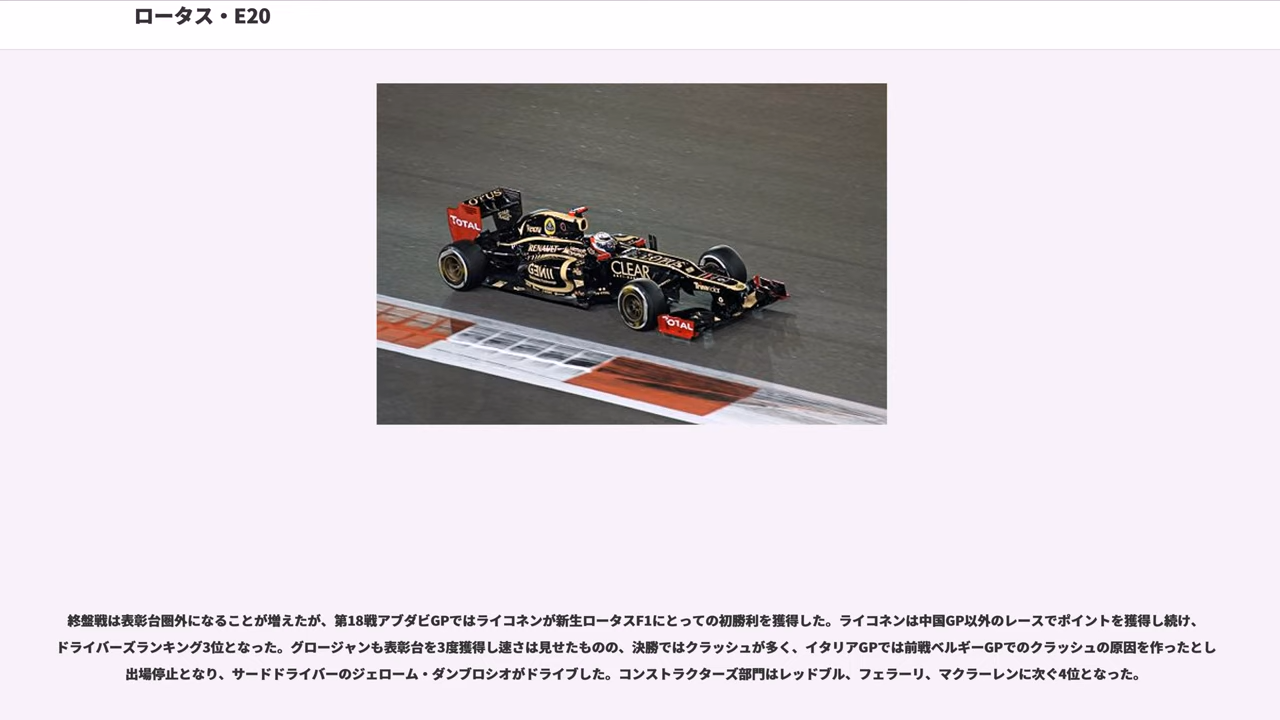 ロータス・E20
LOTUS
TOTAL
RENAULT
GENII
CLEAR
LOTUS
TOTAL
終盤戦は表彰台圏外になることが増えたが、第18戦アブダビGPではライコネンが新生ロータスF1にとっての初勝利を獲得した。ライコネンは中国GP以外のレースでポイントを獲得し続け、
ドライバーズランキング3位となった。グロージャンも表彰台を3度獲得し速さは見せたものの、決勝ではクラッシュが多く、イタリアGPでは前戦ベルギーGPでのクラッシュの原因を作ったとし
出場停止となり、サードドライバーのジェローム・ダンブロシオがドライブした。コンストラクターズ部門はレッドブル、フェラーリ、マクラーレンに次ぐ4位となった。